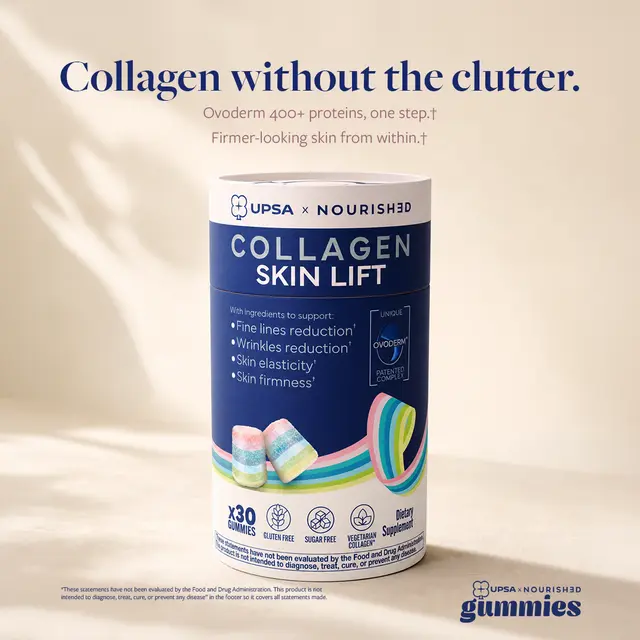 Collagen without the clutter.
Ovoderm 400+ proteins, one step.†
Firmer-looking skin from within.†
UPSA x NOURISHƎD
COLLAGEN
SKIN LIFT
With Ingredients to support:
•Fine lines reduction†
•Wrinkles reduction†
•Skin elasticity†
•Skin firmness†
UNIQUE
OVODERM
PATENTED
COMPLEX
x30
GUMMIES
GLUTEN FREE
SUGAR FREE
VEGETARIAN
COLLAGEN*
Dietary
Supplement
These statements have not been evaluated by the Food and Drug Administration.
product is not intended to diagnose, treat, cure, or prevent any disease.
"These statements have not been evaluated by the Food and Drug Administration. This product is not
intended to diagnose, treat, cure, or prevent any disease" in the footer so it covers all statements made.
UPSA x NOURISHƎD
gummies